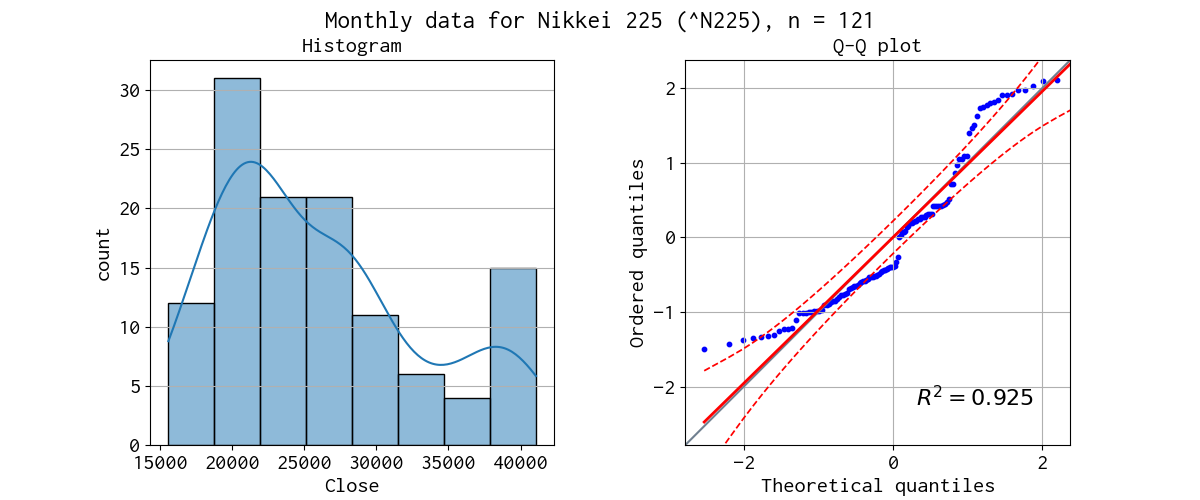 Monthly data for Nikkei 225 (^N225), n = 121
Histogram
30
25
20
15
10
5
0
count
15000 20000 25000 30000 35000 40000
Close
Q-Q plot
2
1
0
−1
−2
Ordered quantiles
R² = 0.925
−2 0 2
Theoretical quantiles